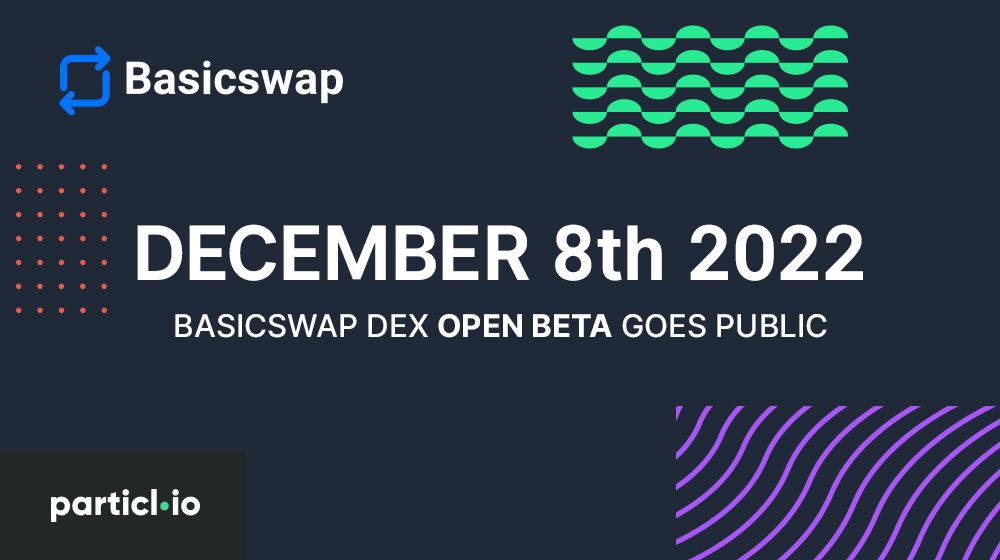 Basicswap
DECEMBER 8th 2022
BASICSWAP DEX OPEN BETA GOES PUBLIC
particl.io